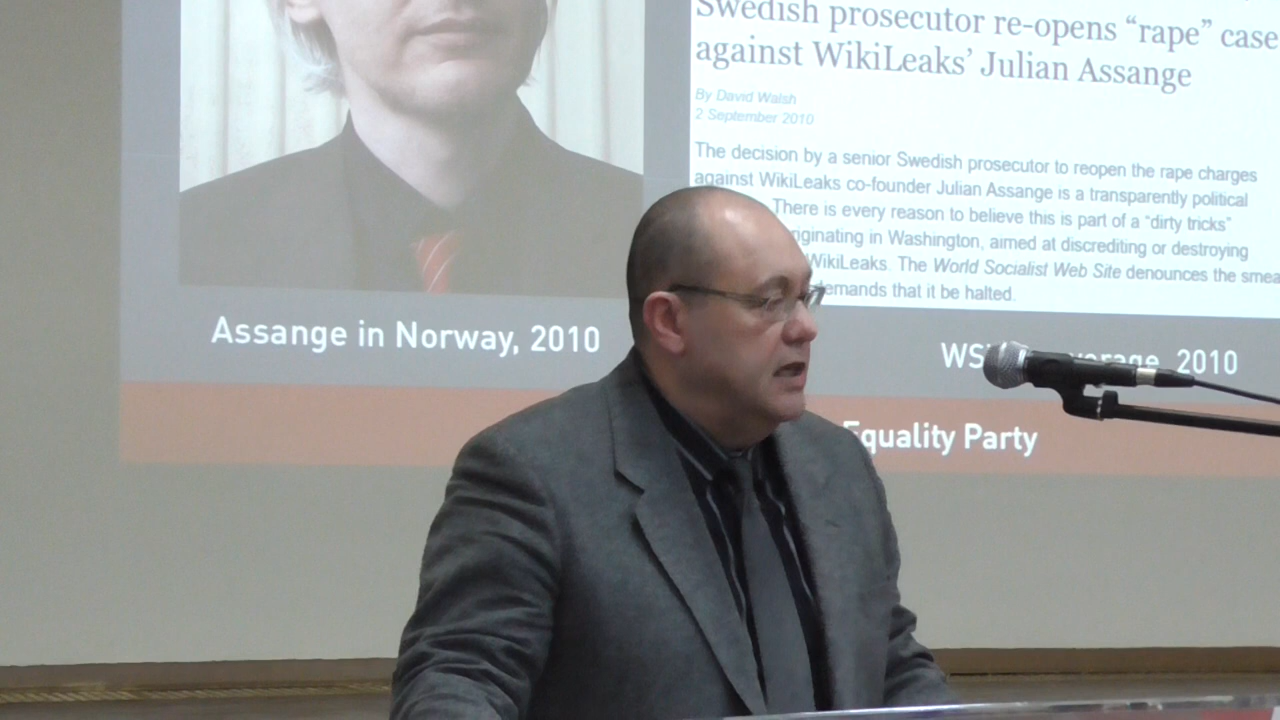 Swedish prosecutor re-opens “rape” case
against WikiLeaks’ Julian Assange
By David Walsh
2 September 2010
The decision by a senior Swedish prosecutor to reopen the rape charges
against WikiLeaks co-founder Julian Assange is a transparently political
There is every reason to believe this is part of a “dirty tricks”
originating in Washington, aimed at discrediting or destroying
WikiLeaks. The World Socialist Web Site denounces the
demands that it be halted.
Assange in Norway, 2010
2010
Equality Party